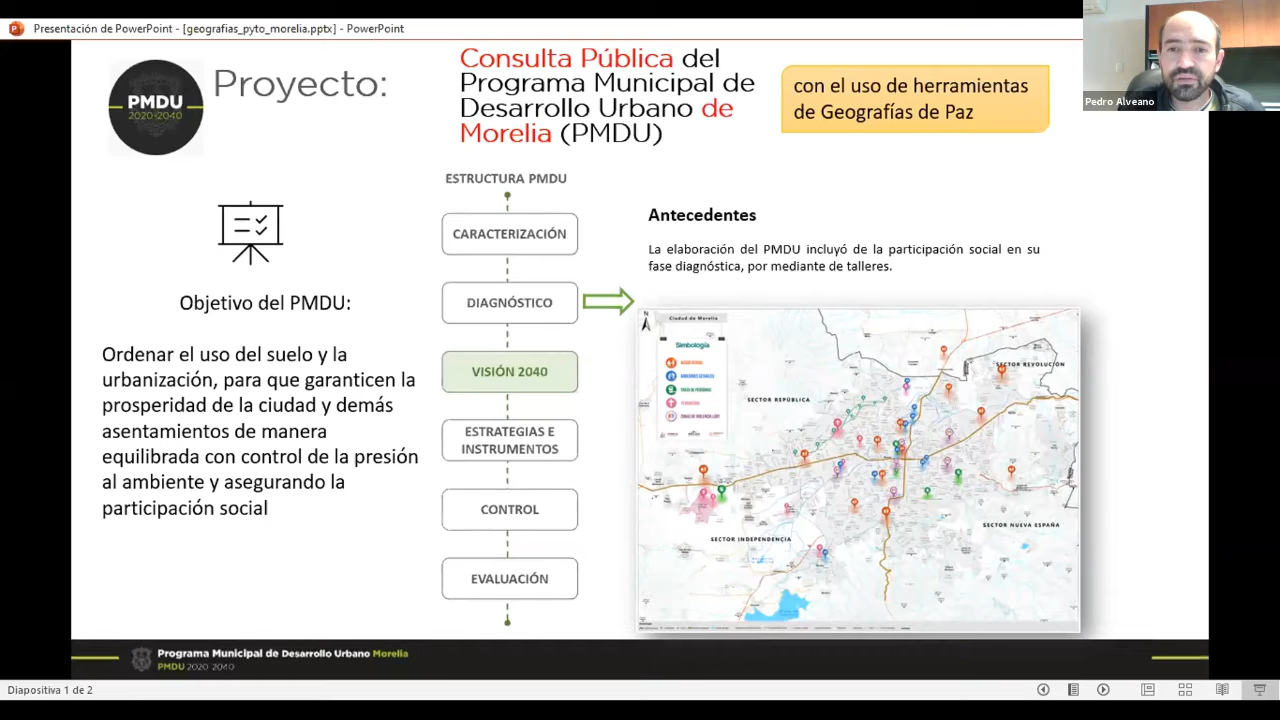 Presentación de PowerPoint - [geografias_pyto_morelia.pptx] - PowerPoint
PMDU
2020-2040
Proyecto:
Consulta Pública del
Programa Municipal de
Desarrollo Urbano de
Morelia (PMDU)
con el uso de herramientas
de Geografías de Paz
Pedro Alveano
Objetivo del PMDU:
Ordenar el uso del suelo y la
urbanización, para que garanticen la
prosperidad de la ciudad y demás
asentamientos de manera
equilibrada con control de la presión
al ambiente y asegurando la
participación social
ESTRUCTURA PMDU
CARACTERIZACIÓN
DIAGNÓSTICO
VISIÓN 2040
ESTRATEGIAS E
INSTRUMENTOS
CONTROL
EVALUACIÓN
Antecedentes
La elaboración del PMDU incluyó de la participación social en su
fase diagnóstica, por mediante de talleres.
N
Ciudad de Morelia
Simbología
SECTOR REVOLUCIÓN
SECTOR REPÚBLICA
SECTOR NUEVA ESPAÑA
SECTOR INDEPENDENCIA
Programa Municipal de Desarrollo Urbano Morelia
PMDU 2020-2040
Diapositiva 1 de 2